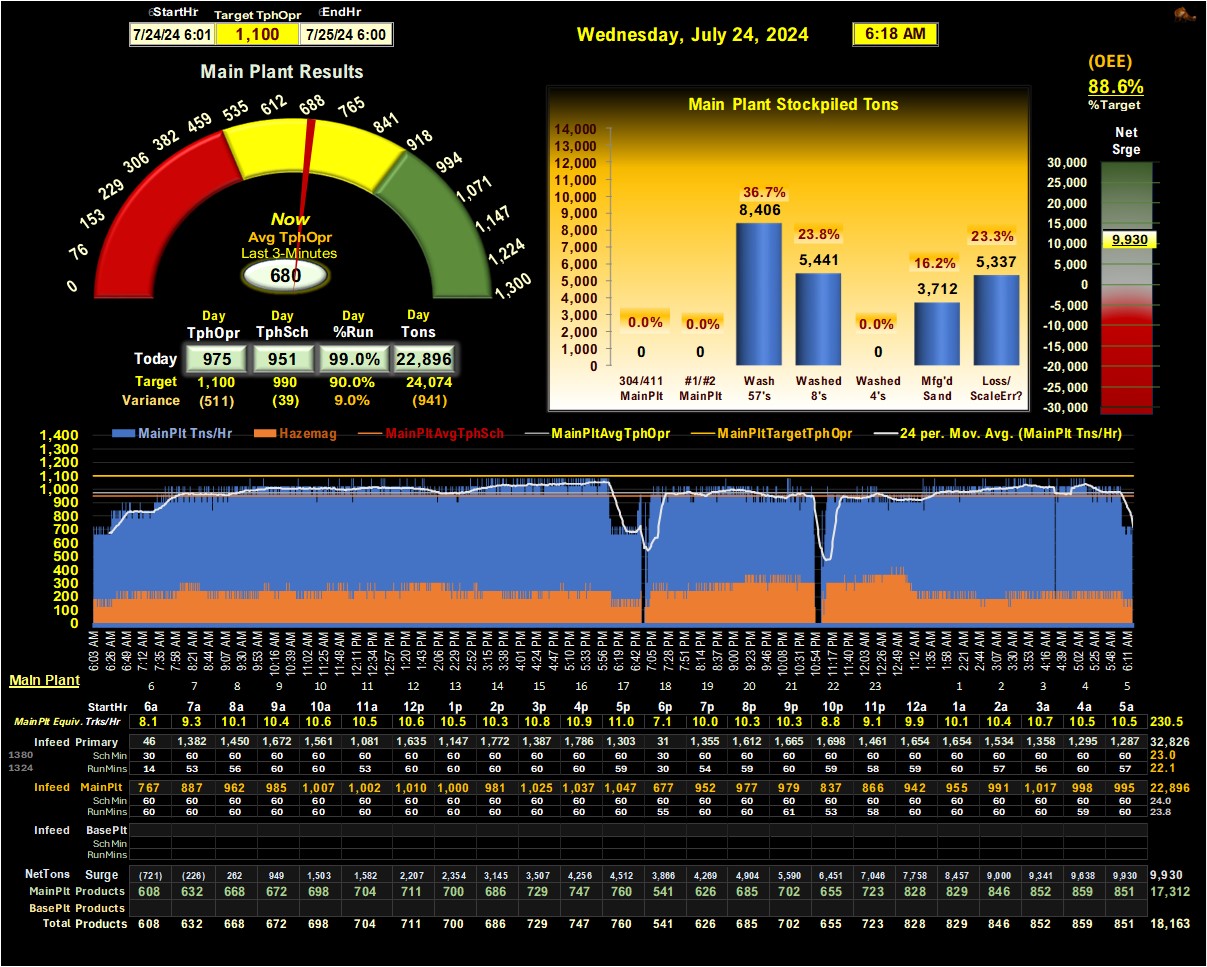 StartHr Target TphOpr EndHr
7/24/24 6:01 1,100 7/25/24 6:00
Wednesday, July 24, 2024 6:18 AM
(OEE)
88.6%
%Target
Main Plant Results
0 76 153 229 306 382 459 535 612 688 765 841 918 994 1,071 1,147 1,224 1,300
Now
Avg TphOpr
Last 3-Minutes
680
Day Day Day Day
TphOpr TphSch %Run Tons
Today 975 951 99.0% 22,896
Target 1,100 990 90.0% 24,074
Variance (511) (39) 9.0% (941)
Main Plant Stockpiled Tons
14,000
13,000
12,000
11,000
10,000
9,000
8,000
7,000
6,000
5,000
4,000
3,000
2,000
1,000
0
0.0% 0.0% 36.7% 23.8% 0.0% 16.2% 23.3%
0 0 8,406 5,441 0 3,712 5,337
304/411 #1/#2 Wash Washed Washed Mfg'd Loss/
MainPlt MainPlt 57's 8's 4's Sand ScaleErr?
Net
Srge
30,000
25,000
20,000
15,000
10,000
5,000
0
-5,000
-10,000
-15,000
-20,000
-25,000
-30,000
9,930
MainPlt Tns/Hr Hazemag MainPltAvgTphSch MainPltAvgTphOpr MainPltTargetTphOpr 24 per. Mov. Avg. (MainPlt Tns/Hr)
1,400
1,300
1,200
1,100
1,000
900
800
700
600
500
400
300
200
100
0
6:03 AM 6:26 AM 6:49 AM 7:12 AM 7:35 AM 7:58 AM 8:21 AM 8:44 AM 9:07 AM 9:30 AM 9:53 AM 10:16 AM 10:39 AM 11:02 AM 11:25 AM 11:48 AM 12:11 PM 12:34 PM 12:57 PM 1:20 PM 1:43 PM 2:06 PM 2:29 PM 2:52 PM 3:15 PM 3:38 PM 4:01 PM 4:24 PM 4:47 PM 5:10 PM 5:33 PM 5:56 PM 6:19 PM 6:42 PM 7:05 PM 7:28 PM 7:51 PM 8:14 PM 8:37 PM 9:00 PM 9:23 PM 9:46 PM 10:08 PM 10:31 PM 10:54 PM 11:17 PM 11:40 PM 12:03 AM 12:26 AM 12:49 AM 1:12 AM 1:35 AM 1:21 AM 2:44 AM 3:07 AM 3:30 AM 3:53 AM 4:16 AM 4:39 AM 5:02 AM 5:25 AM 5:48 AM 6:11 AM
Main Plant
6 7 8 9 10 11 12 13 14 15 16 17 18 19 20 21 22 23 1 2 3 4 5
StartHr 6a 7a 8a 9a 10a 11a 12p 1p 2p 3p 4p 5p 6p 7p 8p 9p 10p 11p 12a 1a 2a 3a 4a 5a
MainPlt Equiv. Trks/Hr 8.1 9.3 10.1 10.4 10.6 10.5 10.6 10.5 10.3 10.8 10.9 11.0 7.1 10.0 10.3 10.3 8.8 9.1 9.9 10.1 10.4 10.7 10.5 10.5 230.5
Infeed Primary 46 1,382 1,450 1,672 1,561 1,081 1,635 1,147 1,772 1,387 1,786 1,303 31 1,355 1,612 1,665 1,698 1,461 1,654 1,654 1,534 1,358 1,295 1,287 32,826
1380 SchMin 30 60 60 60 60 60 60 60 60 60 60 60 30 60 60 60 60 60 60 60 60 60 60 60 23.0
1324 RunMins 14 53 56 60 60 53 60 60 60 60 60 59 30 54 59 60 59 58 59 60 57 56 60 57 22.1
Infeed MainPlt 767 887 962 985 1,007 1,002 1,010 1,000 981 1,025 1,037 1,047 677 952 977 979 837 866 942 955 991 1,017 998 995 22,896
SchMin 60 60 60 60 60 60 60 60 60 60 60 60 60 60 60 60 60 60 60 60 60 60 60 60 24.0
RunMins 60 60 60 60 60 60 60 60 60 60 60 60 55 60 60 61 53 58 60 60 60 60 59 60 23.8
Infeed BasePlt
SchMin
RunMins
NetTons Surge (721) (226) 262 949 1,503 1,582 2,207 2,354 3,145 3,507 4,256 4,512 3,866 4,269 4,904 5,590 6,451 7,046 7,758 8,457 9,000 9,341 9,638 9,930 9,930
MainPlt Products 608 632 668 672 698 704 711 700 686 729 747 760 541 626 685 702 655 723 828 829 846 852 859 851 17,312
BasePlt Products
Total Products 608 632 668 672 698 704 711 700 686 729 747 760 541 626 685 702 655 723 828 829 846 852 859 851 18,163